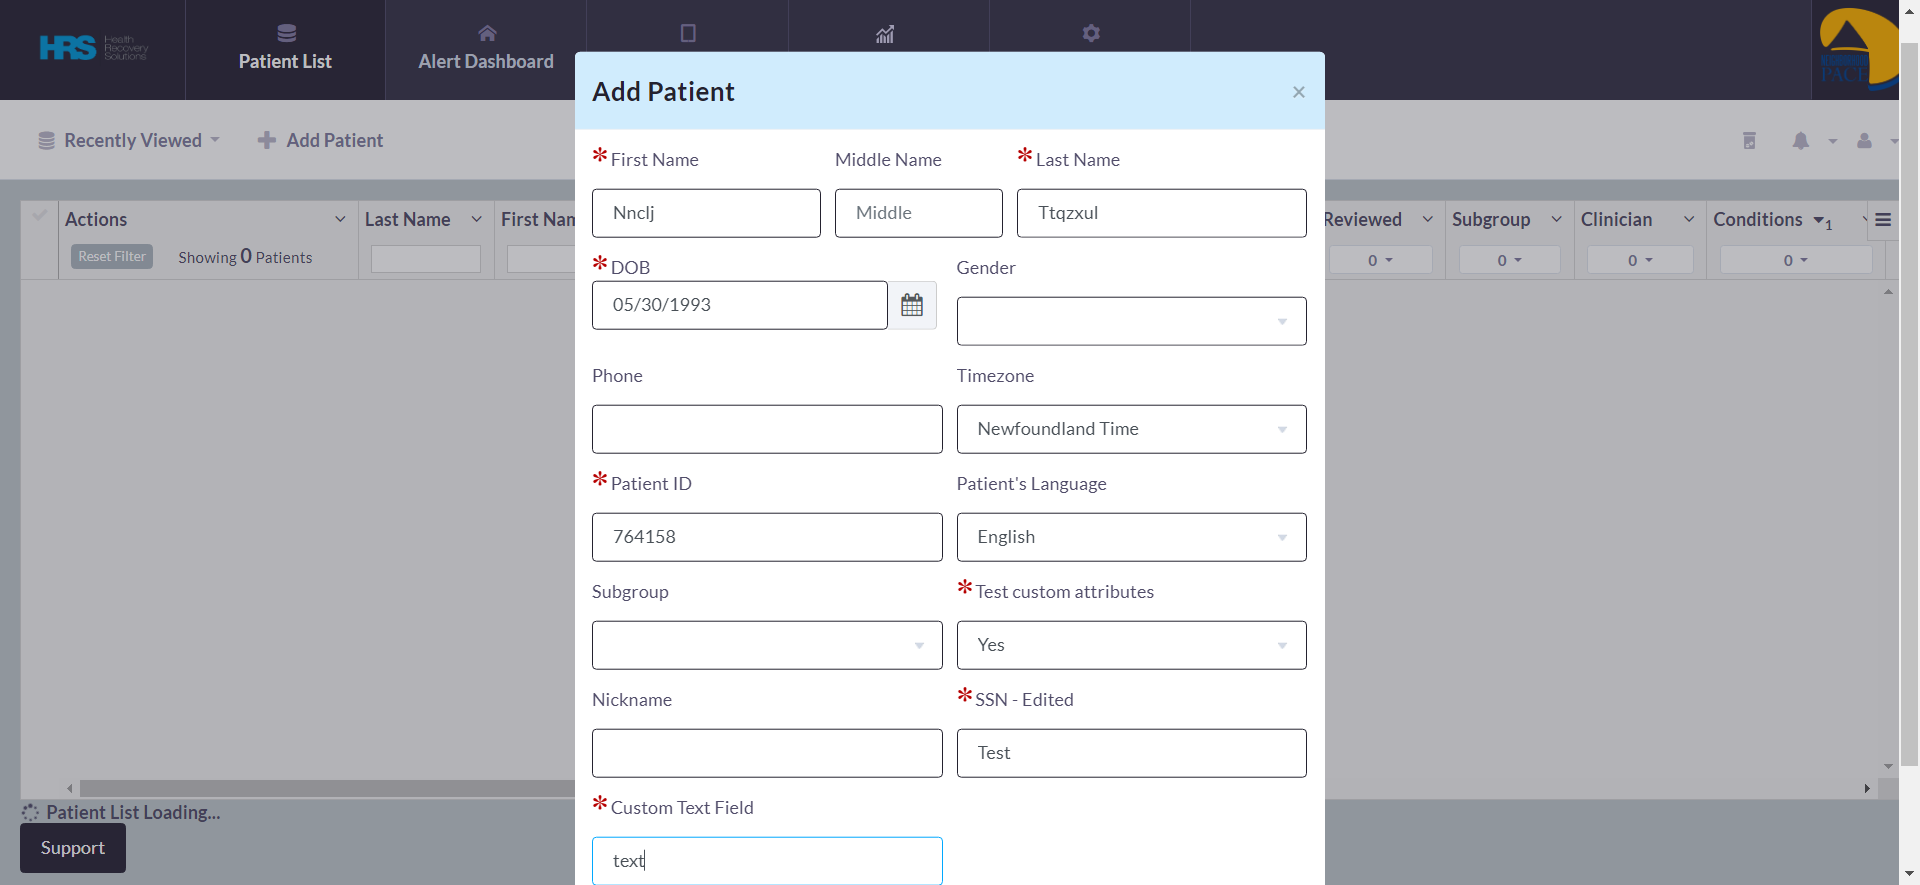 HRS Health
Recovery
Solutions
Patient List
Alert Dashboard
PACE
Recently Viewed
Add Patient
Add Patient
×
* First Name
Middle Name
* Last Name
Nnclj
Middle
Ttqzxul
* DOB
Gender
05/30/1993
Phone
Timezone
Newfoundland Time
* Patient ID
Patient's Language
764158
English
Subgroup
* Test custom attributes
Yes
Nickname
* SSN - Edited
Test
* Custom Text Field
text
Actions
Last Name
First Nam
Reviewed
Subgroup
Clinician
Conditions 1
Reset Filter
Showing 0 Patients
0
0
0
0
Patient List Loading...
Support